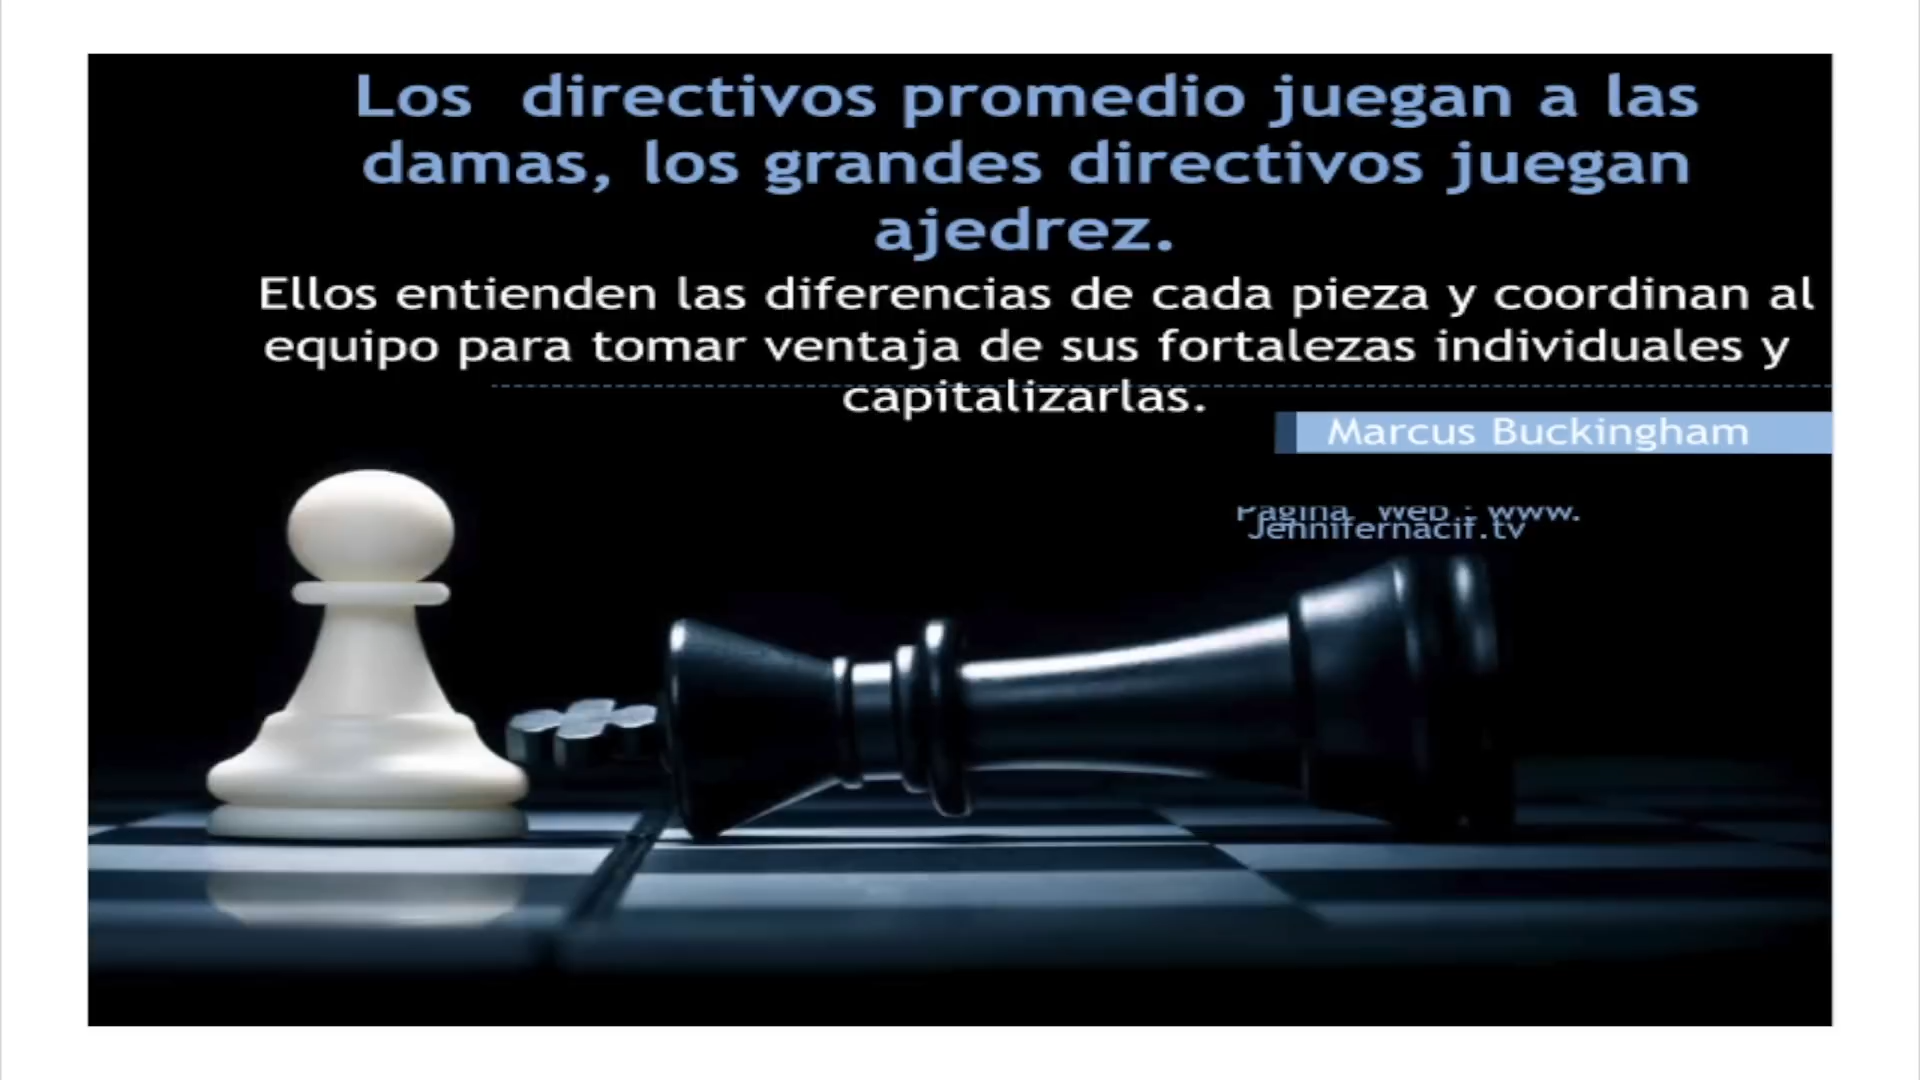 Los directivos promedio juegan a las
damas, los grandes directivos juegan
ajedrez.
Ellos entienden las diferencias de cada pieza y coordinan al
equipo para tomar ventaja de sus fortalezas individuales y
capitalizarlas.
Marcus Buckingham
Pagina Web : www.
Jennifernacif.tv